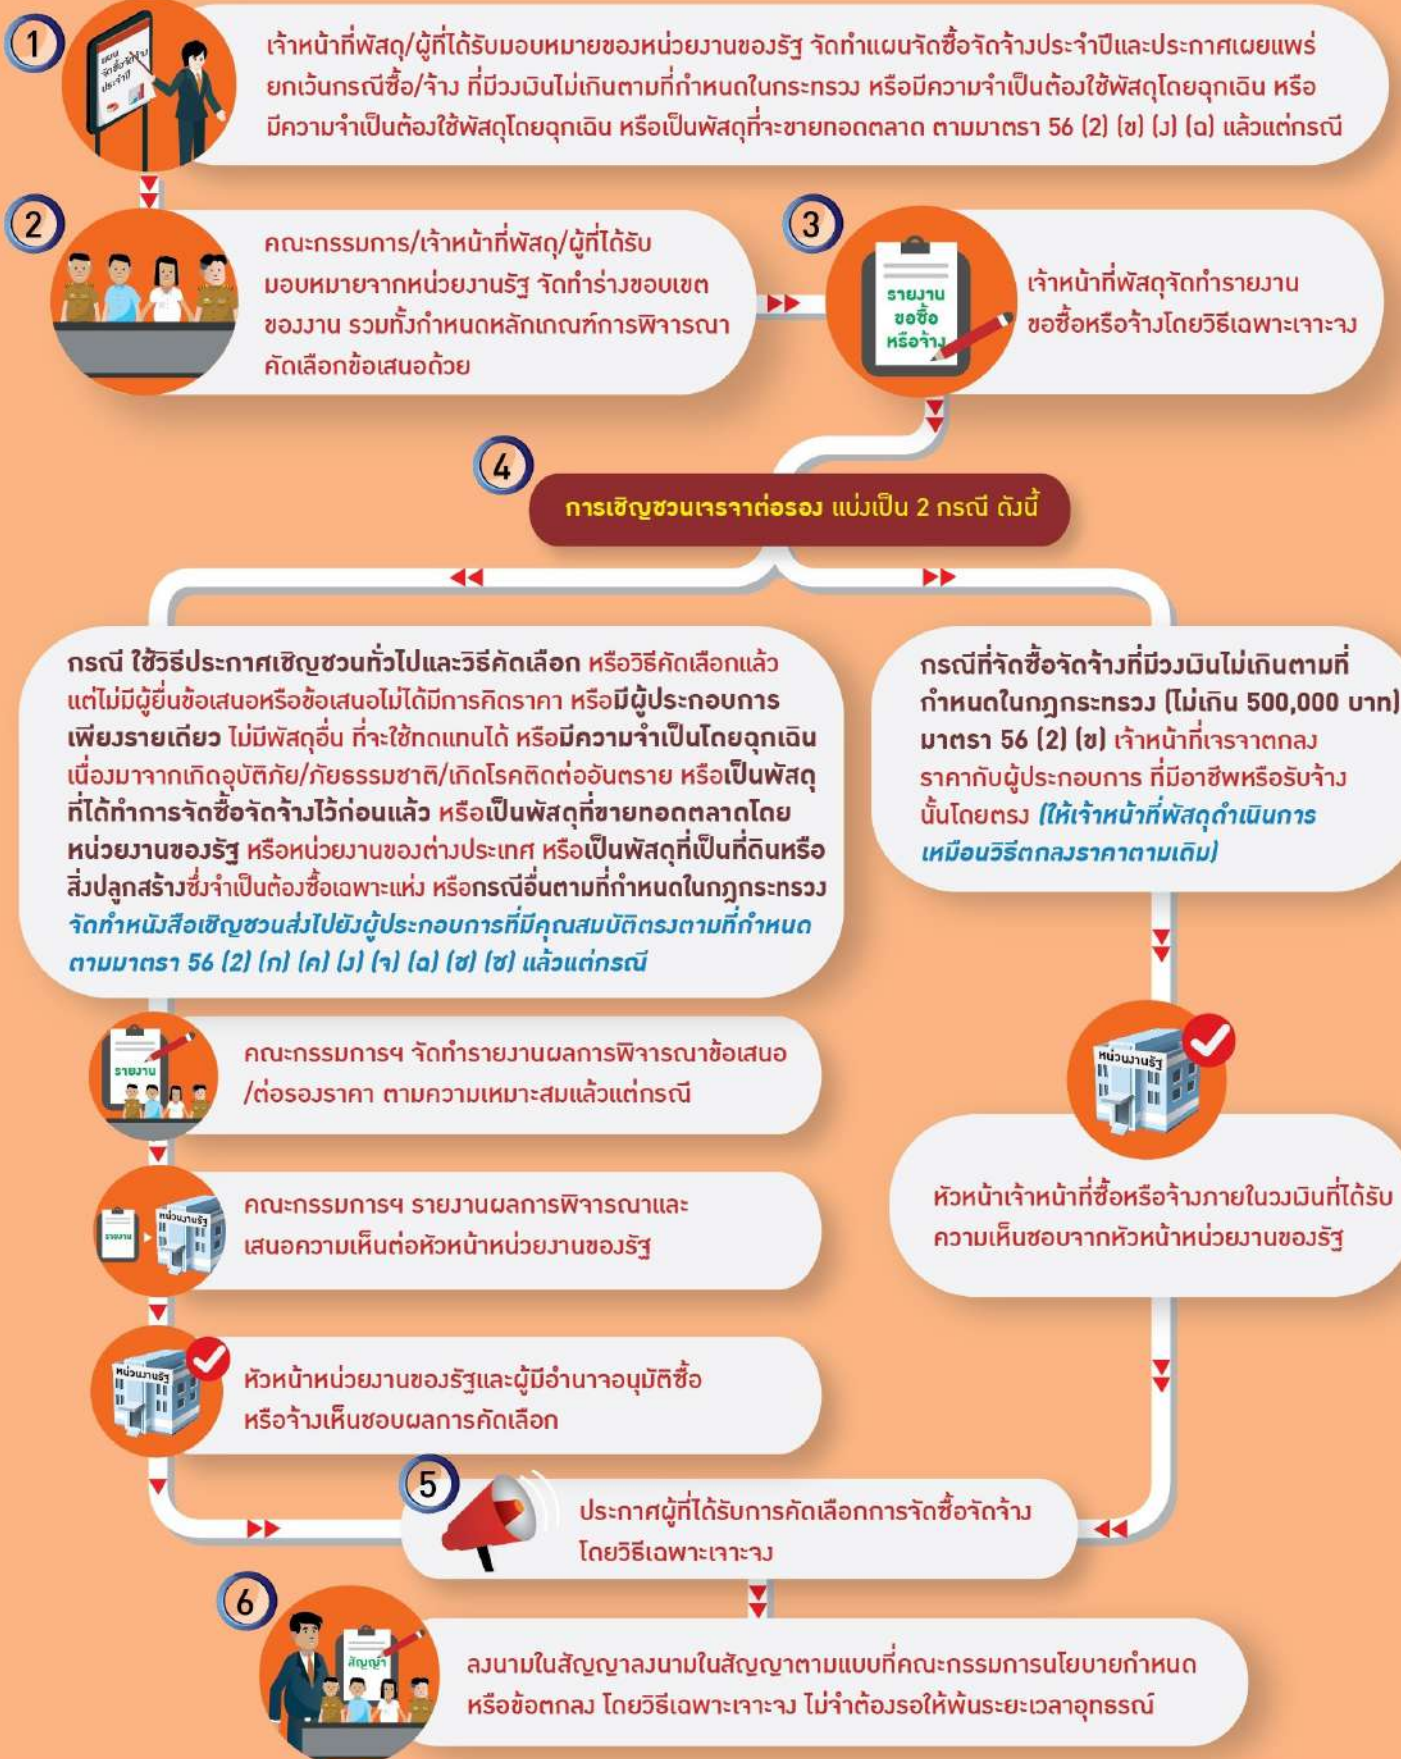 1
แผน
จัดซื้อจัดจ้าง
ประจำปี
เจ้าหน้าที่พัสดุ/ผู้ที่ได้รับมอบหมายของหน่วยงานของรัฐ จัดทำแผนจัดซื้อจัดจ้างประจำปีและประกาศเผยแพร่
ยกเว้นกรณีซื้อ/จ้าง ที่มีวงเงินไม่เกินตามที่กำหนดในกระทรวง หรือมีความจำเป็นต้องใช้พัสดุโดยฉุกเฉิน หรือ
มีความจำเป็นต้องใช้พัสดุโดยฉุกเฉิน หรือเป็นพัสดุที่จะขายทอดตลาด ตามมาตรา 56 (2) (ข) (ง) (ฉ) แล้วแต่กรณี
2
คณะกรรมการ/เจ้าหน้าที่พัสดุ/ผู้ที่ได้รับ
มอบหมายจากหน่วยงานรัฐ จัดทำร่างขอบเขต
ของงาน รวมทั้งกำหนดหลักเกณฑ์การพิจารณา
คัดเลือกข้อเสนอด้วย
3
รายงาน
ขอซื้อ
หรือจ้าง
เจ้าหน้าที่พัสดุจัดทำรายงาน
ขอซื้อหรือจ้างโดยวิธีเฉพาะเจาะจง
4
การเชิญชวนเจรจาต่อรอง แบ่งเป็น 2 กรณี ดังนี้
กรณี ใช้วิธีประกาศเชิญชวนทั่วไปและวิธีคัดเลือก หรือวิธีคัดเลือกแล้ว
แต่ไม่มีผู้ยื่นข้อเสนอหรือข้อเสนอไม่ได้มีการคิดราคา หรือมีผู้ประกอบการ
เพียงรายเดียว ไม่มีพัสดุอื่น ที่จะใช้ทดแทนได้ หรือมีความจำเป็นโดยฉุกเฉิน
เนื่องมาจากเกิดอุบัติภัย/ภัยธรรมชาติ/เกิดโรคติดต่ออันตราย หรือเป็นพัสดุ
ที่ได้ทำการจัดซื้อจัดจ้างไว้ก่อนแล้ว หรือเป็นพัสดุที่ขายทอดตลาดโดย
หน่วยงานของรัฐ หรือหน่วยงานของต่างประเทศ หรือเป็นพัสดุที่เป็นที่ดินหรือ
สิ่งปลูกสร้างซึ่งจำเป็นต้องซื้อเฉพาะแห่ง หรือกรณีอื่นตามที่กำหนดในกฎกระทรวง
จัดทำหนังสือเชิญชวนส่งไปยังผู้ประกอบการที่มีคุณสมบัติตรงตามที่กำหนด
ตามมาตรา 56 (2) (ก) (ค) (ง) (จ) (ฉ) (ช) (ซ) แล้วแต่กรณี
กรณีที่จัดซื้อจัดจ้างที่มีวงเงินไม่เกินตามที่
กำหนดในกฎกระทรวง (ไม่เกิน 500,000 บาท)
มาตรา 56 (2) (ข) เจ้าหน้าที่เจรจาตกลง
ราคากับผู้ประกอบการ ที่มีอาชีพหรือรับจ้าง
นั้นโดยตรง (ให้เจ้าหน้าที่พัสดุดำเนินการ
เหมือนวิธีตกลงราคาตามเดิม)
รายงาน
คณะกรรมการฯ จัดทำรายงานผลการพิจารณาข้อเสนอ
/ต่อรองราคา ตามความเหมาะสมแล้วแต่กรณี
หน่วยงานรัฐ
รายงาน
หน่วยงานรัฐ
คณะกรรมการฯ รายงานผลการพิจารณาและ
เสนอความเห็นต่อหัวหน้าหน่วยงานของรัฐ
หัวหน้าเจ้าหน้าที่ซื้อหรือจ้างภายในวงเงินที่ได้รับ
ความเห็นชอบจากหัวหน้าหน่วยงานของรัฐ
หน่วยงานรัฐ
หัวหน้าหน่วยงานของรัฐและผู้มีอำนาจอนุมัติซื้อ
หรือจ้างเห็นชอบผลการคัดเลือก
5
ประกาศผู้ที่ได้รับการคัดเลือกการจัดซื้อจัดจ้าง
โดยวิธีเฉพาะเจาะจง
6
สัญญา
ลงนามในสัญญาลงนามในสัญญาตามแบบที่คณะกรรมการนโยบายกำหนด
หรือข้อตกลง โดยวิธีเฉพาะเจาะจง ไม่จำต้องรอให้พ้นระยะเวลาอุทธรณ์